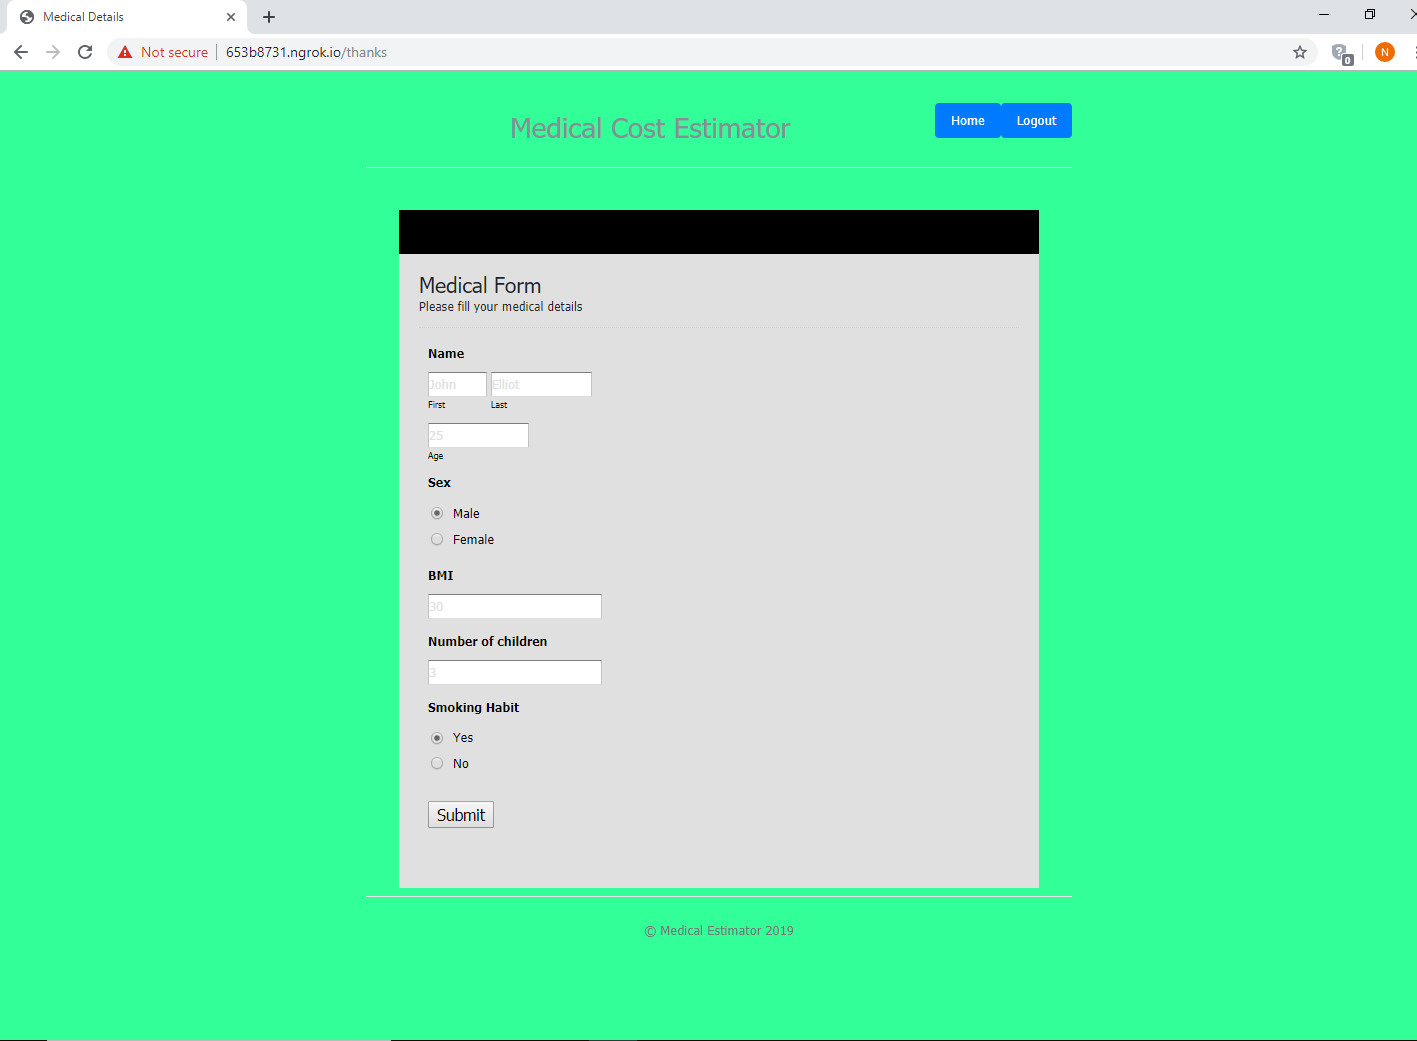 Medical Details
Not secure 653b8731.ngrok.io/thanks
0
N
Medical Cost Estimator
Home Logout
Medical Form
Please fill your medical details
Name
John Elliot
First Last
25
Age
Sex
Male
Female
BMI
30
Number of children
3
Smoking Habit
Yes
No
Submit
© Medical Estimator 2019